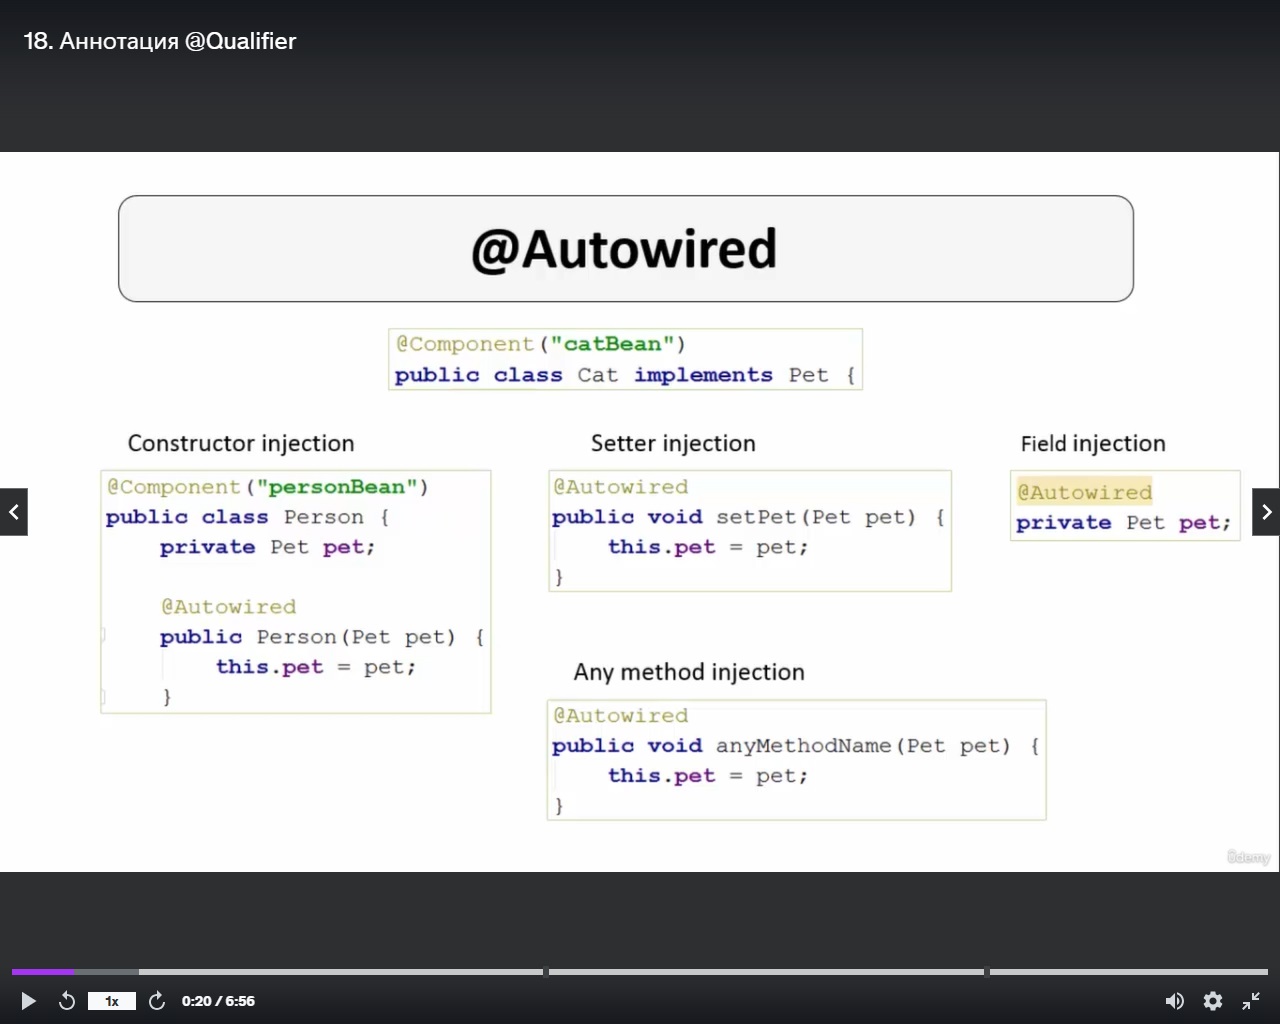 18. Аннотация @Qualifier
@Autowired
@Component("catBean")
public class Cat implements Pet {
Constructor injection
@Component("personBean")
public class Person {
private Pet pet;
@Autowired
public Person(Pet pet) {
this.pet = pet;
}
Setter injection
@Autowired
public void setPet(Pet pet) {
this.pet = pet;
}
Field injection
@Autowired
private Pet pet;
Any method injection
@Autowired
public void anyMethodName(Pet pet) {
this.pet = pet;
}
Udemy
1x
0:20 / 6:56